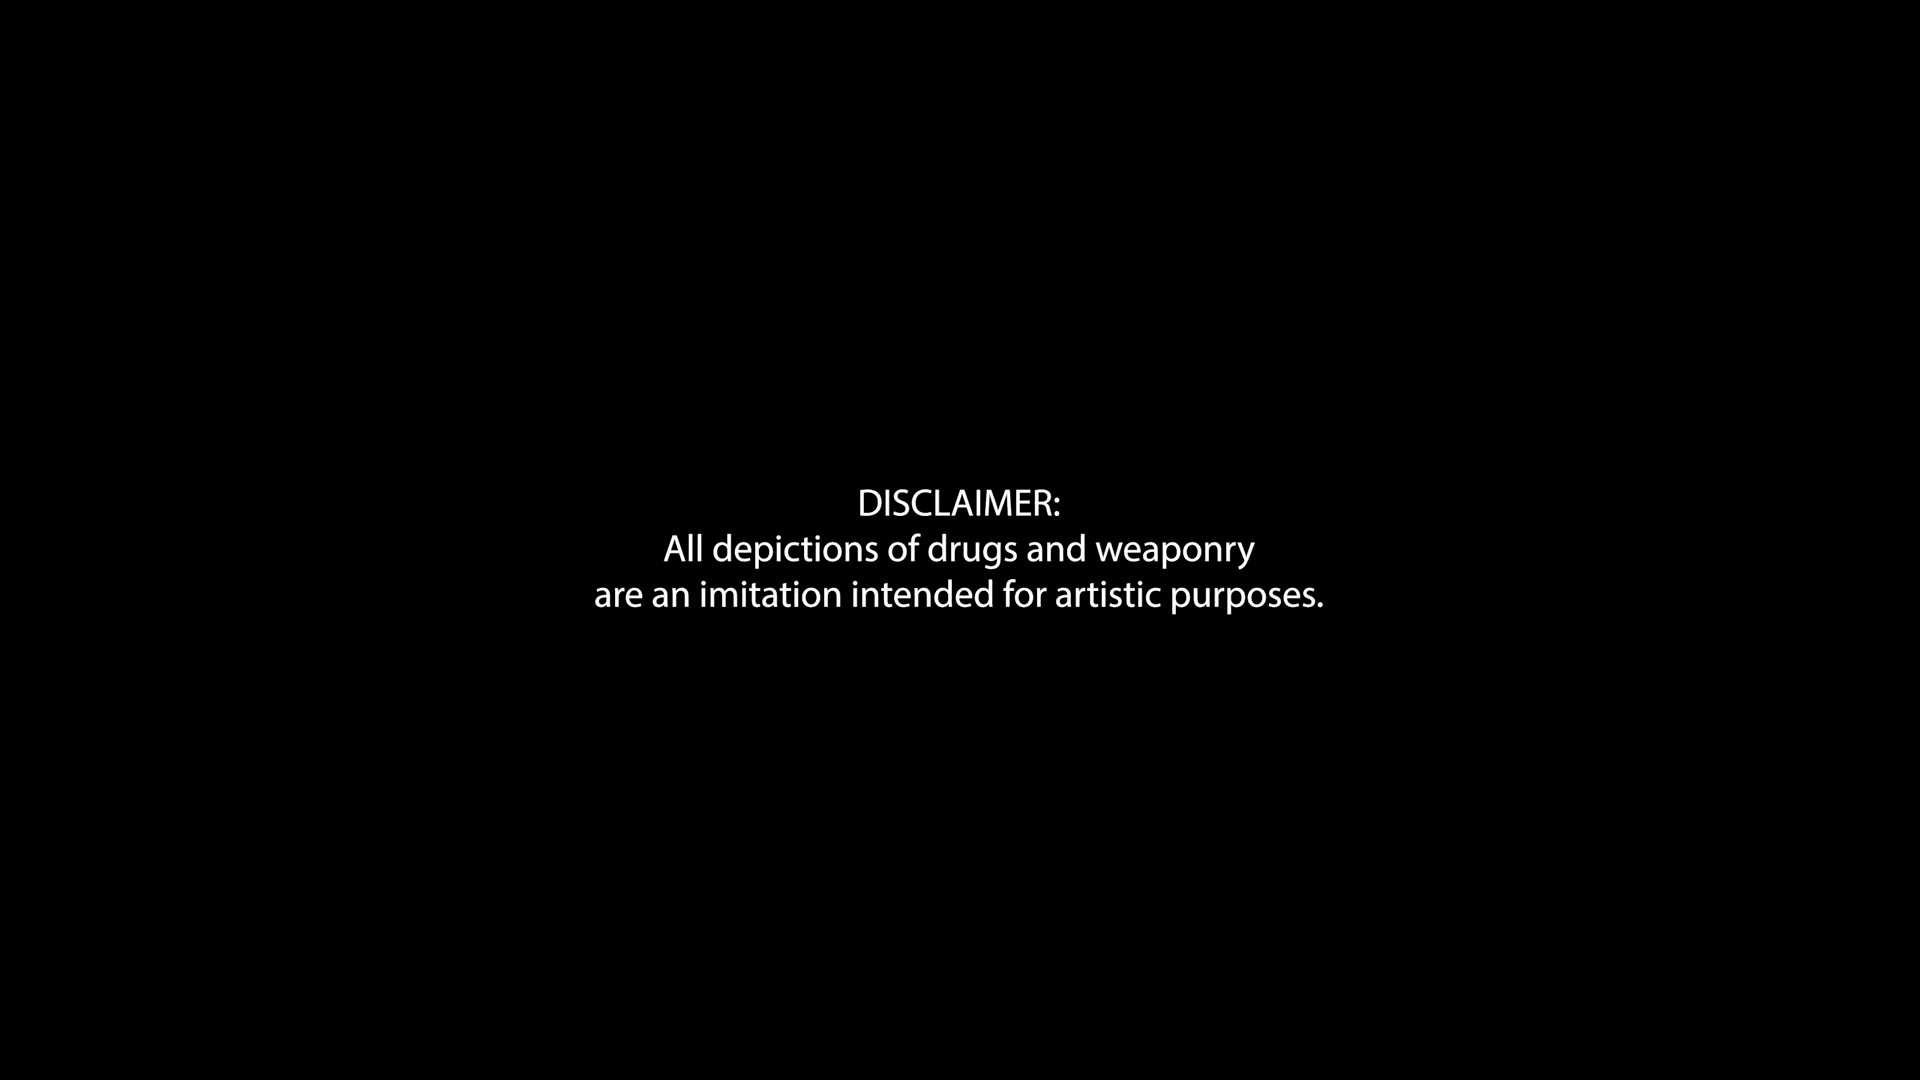 DISCLAIMER:
All depictions of drugs and weaponry
are an imitation intended for artistic purposes.